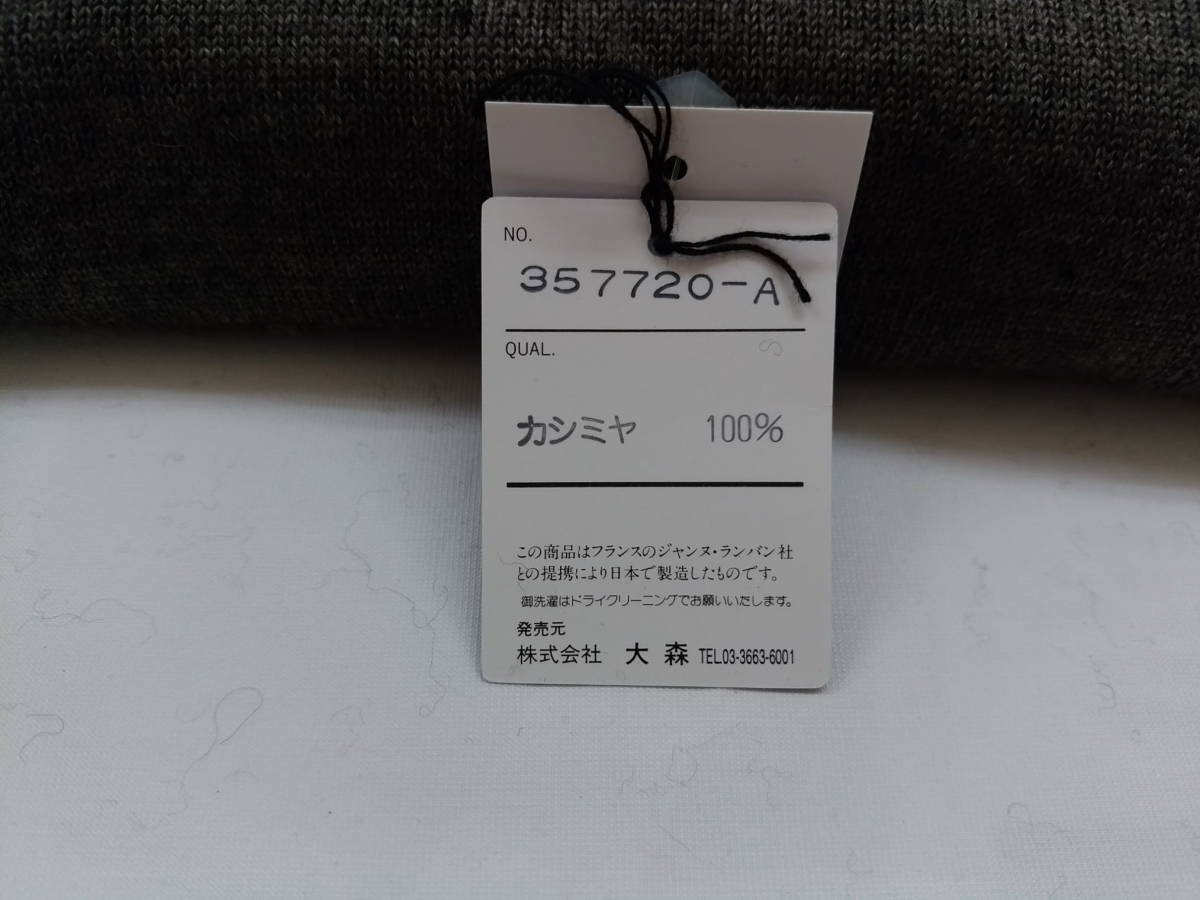 NO.
357720-A
QUAL.
S
カシミヤ 100%
この商品はフランスのジャンヌ・ランバン社
との提携により日本で製造したものです。
御洗濯はドライクリーニングでお願いいたします。
発売元
株式会社 大森 TEL.03-3663-6001